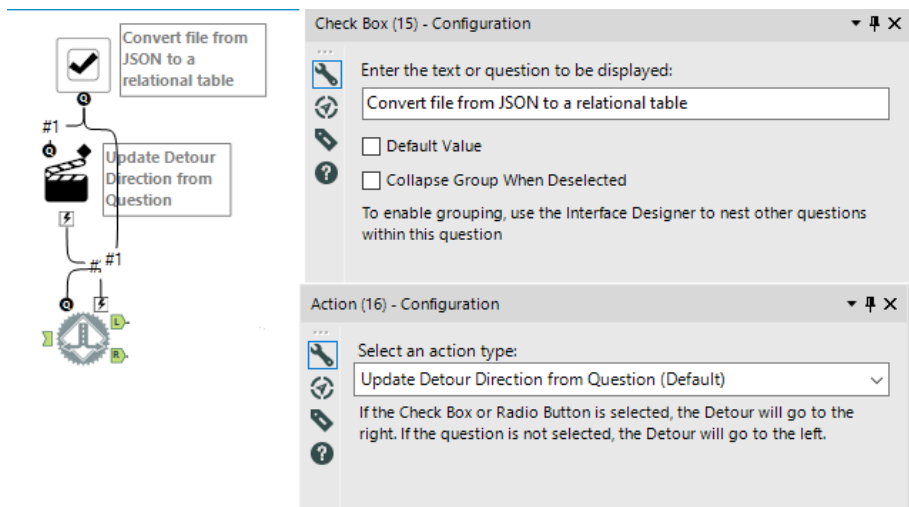 Convert file from
JSON to a
relational table
Q
#1
Q
Update Detour
Direction from
Question
#
#1
Q
L
R
Check Box (15) - Configuration
Enter the text or question to be displayed:
Convert file from JSON to a relational table
Default Value
Collapse Group When Deselected
To enable grouping, use the Interface Designer to nest other questions
within this question
Action (16) - Configuration
Select an action type:
Update Detour Direction from Question (Default)
If the Check Box or Radio Button is selected, the Detour will go to the
right. If the question is not selected, the Detour will go to the left.